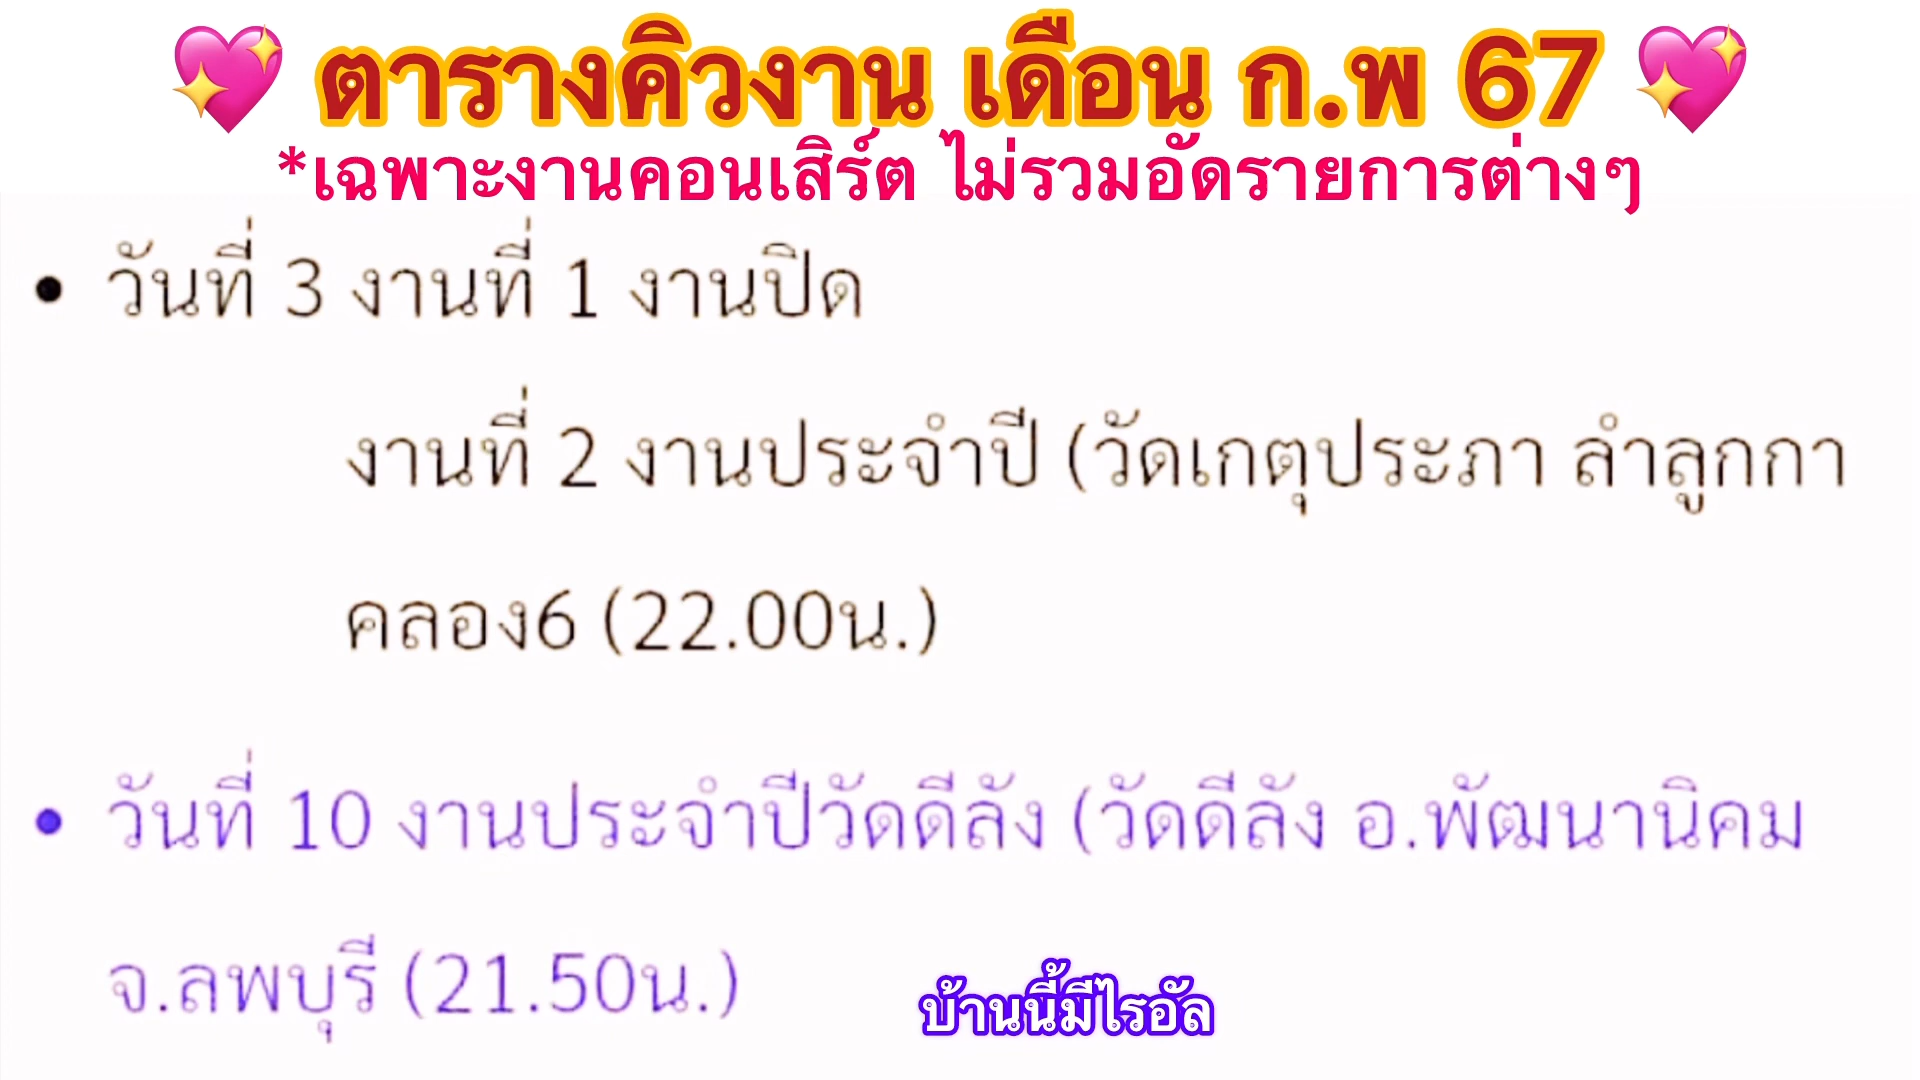 💖 ตารางคิวงาน เดือน ก.พ 67 💖
*เฉพาะงานคอนเสิร์ต ไม่รวมอัดรายการต่างๆ
• วันที่ 3 งานที่ 1 งานปิด
งานที่ 2 งานประจำปี (วัดเกตุประภา ลำลูกกา
คลอง6 (22.00น.)
• วันที่ 10 งานประจำปีวัดดีลัง (วัดดีลัง อ.พัฒนานิคม
จ.ลพบุรี (21.50น.)
บ้านนี้มีไรอัล